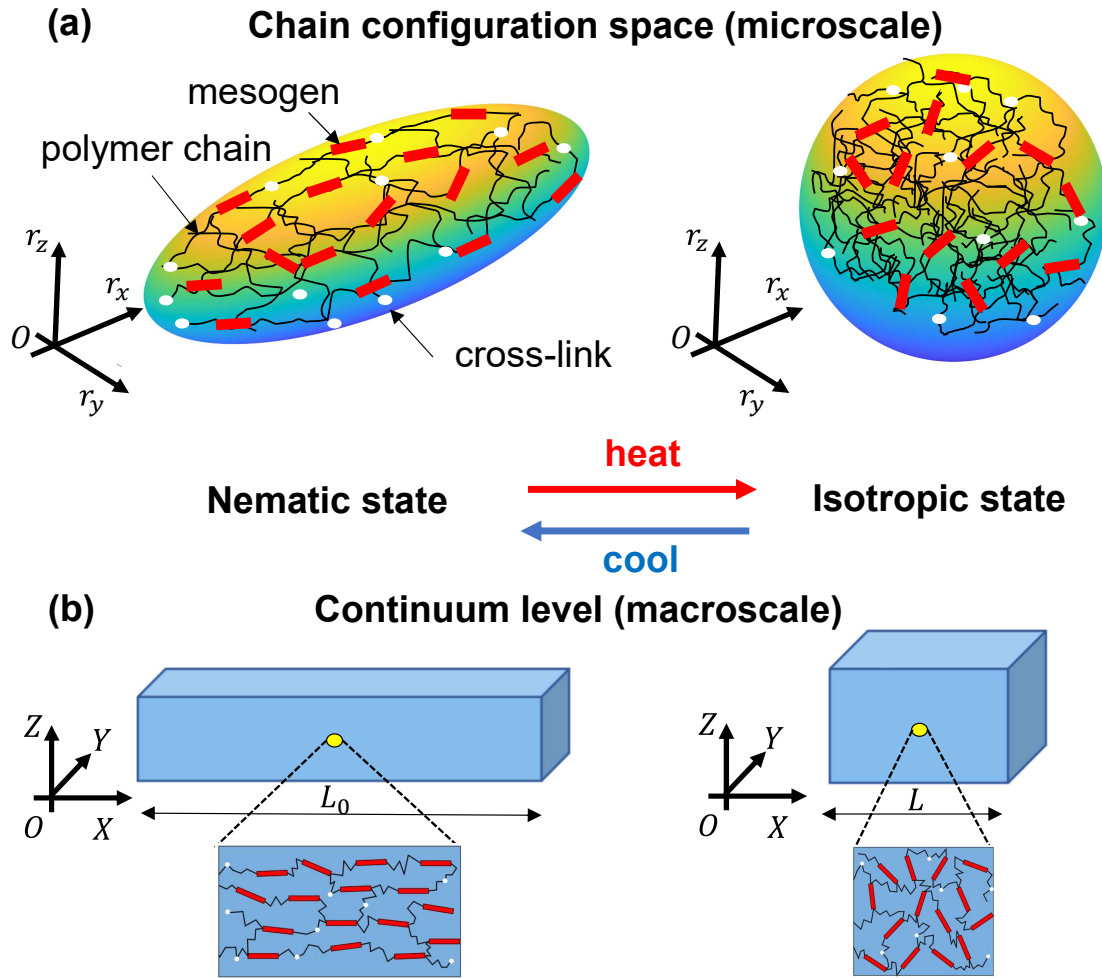 (a) Chain configuration space (microscale)
mesogen
polymer chain
r_z
r_x
O
r_y
cross-link
r_z
r_x
O
r_y
heat
Nematic state
Isotropic state
cool
(b) Continuum level (macroscale)
Z
Y
O
X
L_0
Z
Y
O
X
L